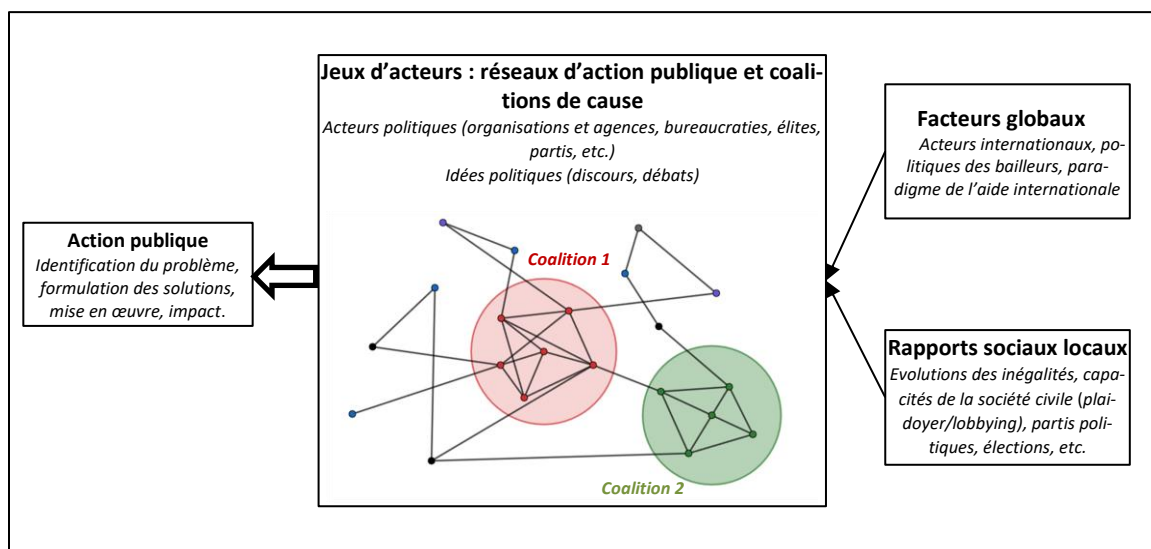 Jeux d’acteurs : réseaux d’action publique et coali-
tions de cause
Acteurs politiques (organisations et agences, bureaucraties, élites,
partis, etc.)
Idées politiques (discours, débats)
Coalition 1
Coalition 2
Action publique
Identification du problème,
formulation des solutions,
mise en œuvre, impact.
Facteurs globaux
Acteurs internationaux, po-
litiques des bailleurs, para-
digme de l’aide internationale
Rapports sociaux locaux
Evolutions des inégalités, capa-
cités de la société civile (plai-
doyer/lobbying), partis poli-
tiques, élections, etc.